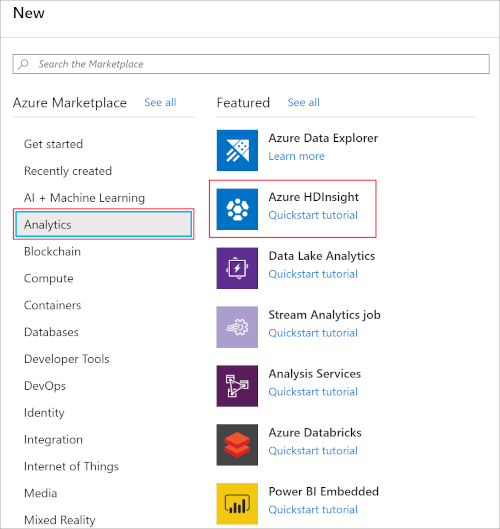 New
Search the Marketplace
Azure Marketplace See all
Get started
Recently created
AI + Machine Learning
Analytics
Blockchain
Compute
Containers
Databases
Developer Tools
DevOps
Identity
Integration
Internet of Things
Media
Mixed Reality
Featured See all
Azure Data Explorer
Learn more
Azure HDInsight
Quickstart tutorial
Data Lake Analytics
Quickstart tutorial
Stream Analytics job
Quickstart tutorial
Analysis Services
Quickstart tutorial
Azure Databricks
Quickstart tutorial
Power BI Embedded
Quickstart tutorial